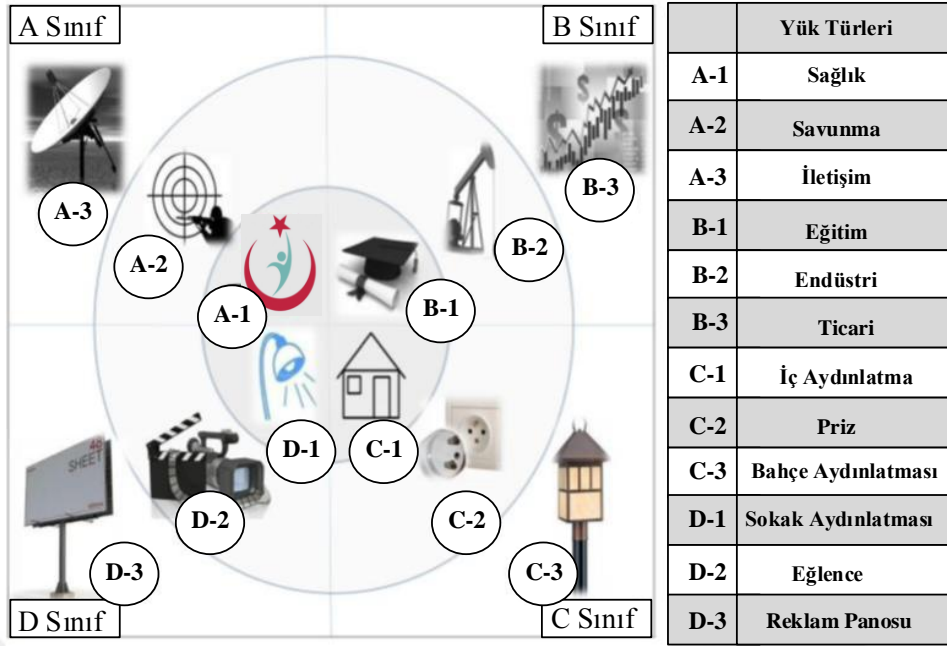 A Sınıf
B Sınıf
A-3
B-3
A-2
B-2
A-1
B-1
SHEET
D-1
C-1
D-2
C-2
D-3
C-3
D Sınıf
C Sınıf
Yük Türleri
A-1 Sağlık
A-2 Savunma
A-3 İletişim
B-1 Eğitim
B-2 Endüstri
B-3 Ticari
C-1 İç Aydınlatma
C-2 Priz
C-3 Bahçe Aydınlatması
D-1 Sokak Aydınlatması
D-2 Eğlence
D-3 Reklam Panosu